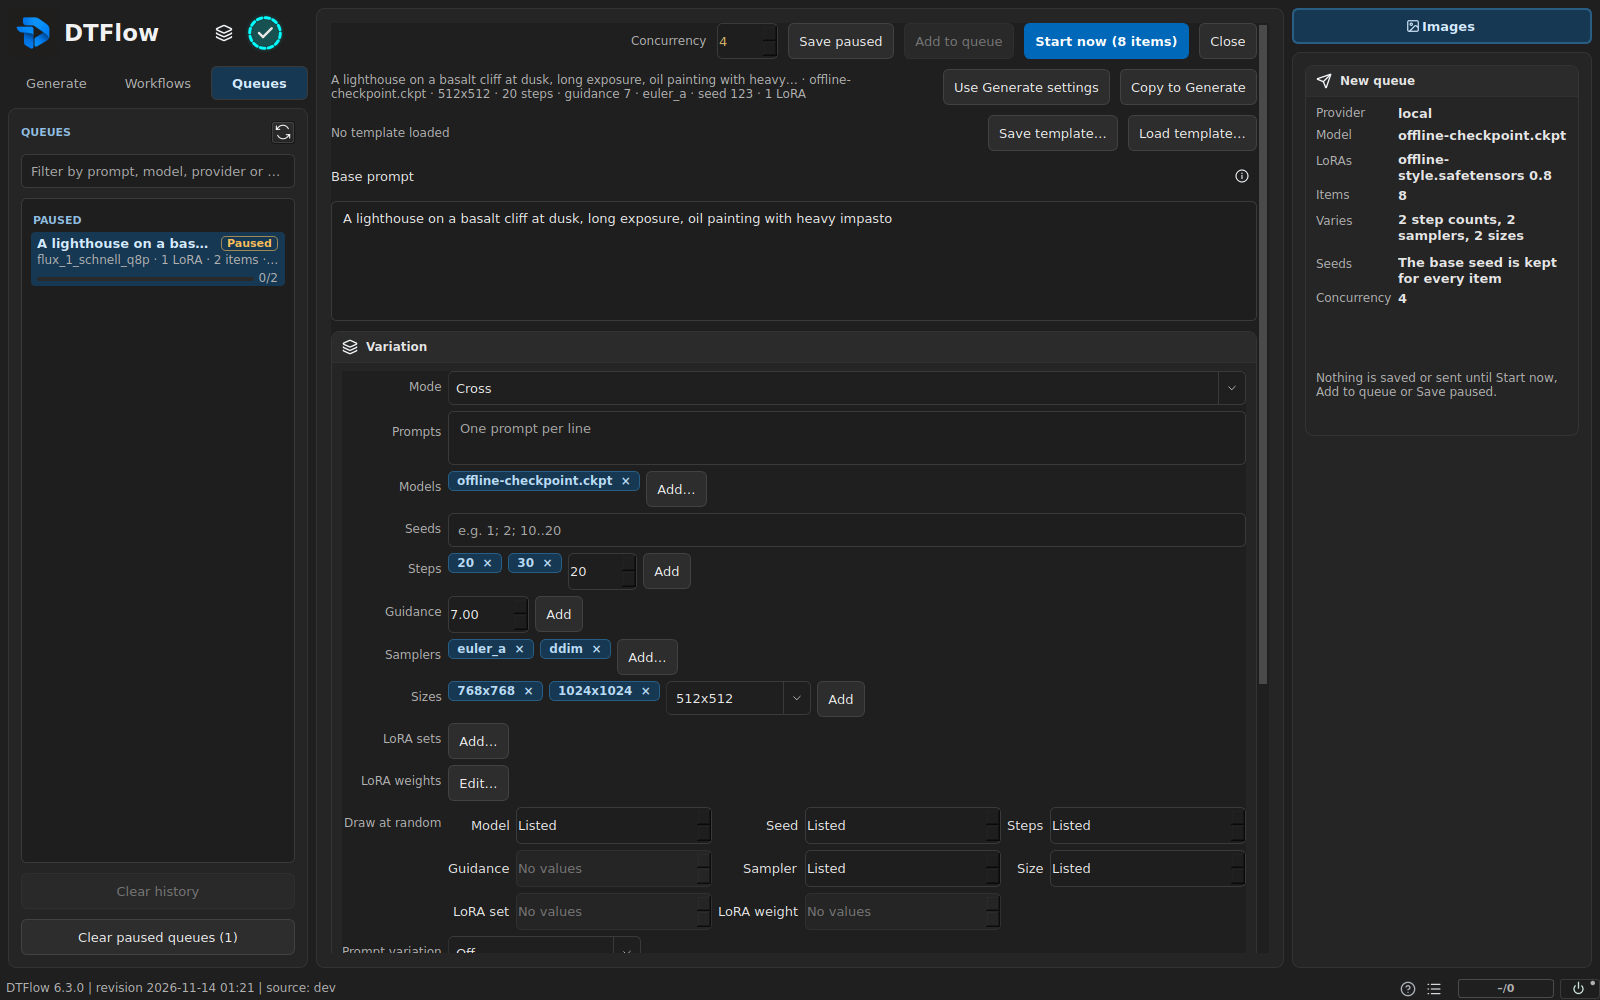 DTFlow
Generate
Workflows
Queues
QUEUES
Filter by prompt, model, provider or ...
PAUSED
A lighthouse on a bas...
Paused
flux_1_schnell_q8p · 1 LoRA · 2 items ·...
0/2
Clear history
Clear paused queues (1)
Concurrency
4
Save paused
Add to queue
Start now (8 items)
Close
A lighthouse on a basalt cliff at dusk, long exposure, oil painting with heavy... · offline-
checkpoint.ckpt · 512x512 · 20 steps · guidance 7 · euler_a · seed 123 · 1 LoRA
Use Generate settings
Copy to Generate
No template loaded
Save template...
Load template...
Base prompt
A lighthouse on a basalt cliff at dusk, long exposure, oil painting with heavy impasto
Variation
Mode
Cross
Prompts
One prompt per line
Models
offline-checkpoint.ckpt ×
Add...
Seeds
e.g. 1; 2; 10..20
Steps
20 ×
30 ×
20
Add
Guidance
7.00
Add
Samplers
euler_a ×
ddim ×
Add...
Sizes
768x768 ×
1024x1024 ×
512x512
Add
LoRA sets
Add...
LoRA weights
Edit...
Draw at random
Model
Listed
Seed
Listed
Steps
Listed
Guidance
No values
Sampler
Listed
Size
Listed
LoRA set
No values
LoRA weight
No values
Prompt variation
Off
Images
New queue
Provider
local
Model
offline-checkpoint.ckpt
LoRAs
offline-
style.safetensors 0.8
Items
8
Varies
2 step counts, 2
samplers, 2 sizes
Seeds
The base seed is kept
for every item
Concurrency
4
Nothing is saved or sent until Start now,
Add to queue or Save paused.
DTFlow 6.3.0 | revision 2026-11-14 01:21 | source: dev
-/0